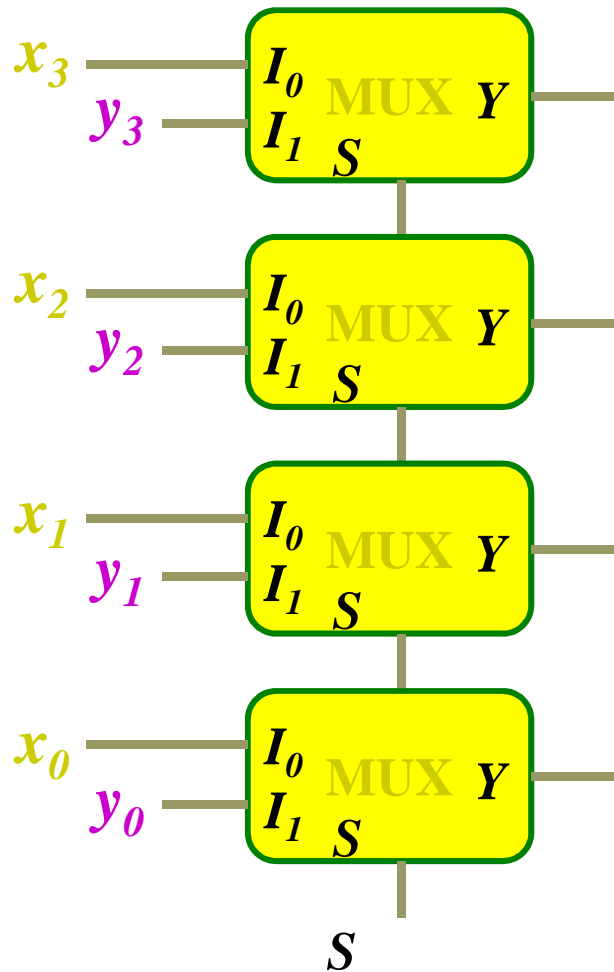 x₃ I₀ MUX Y
y₃ I₁ S
x₂ I₀ MUX Y
y₂ I₁ S
x₁ I₀ MUX Y
y₁ I₁ S
x₀ I₀ MUX Y
y₀ I₁ S
S